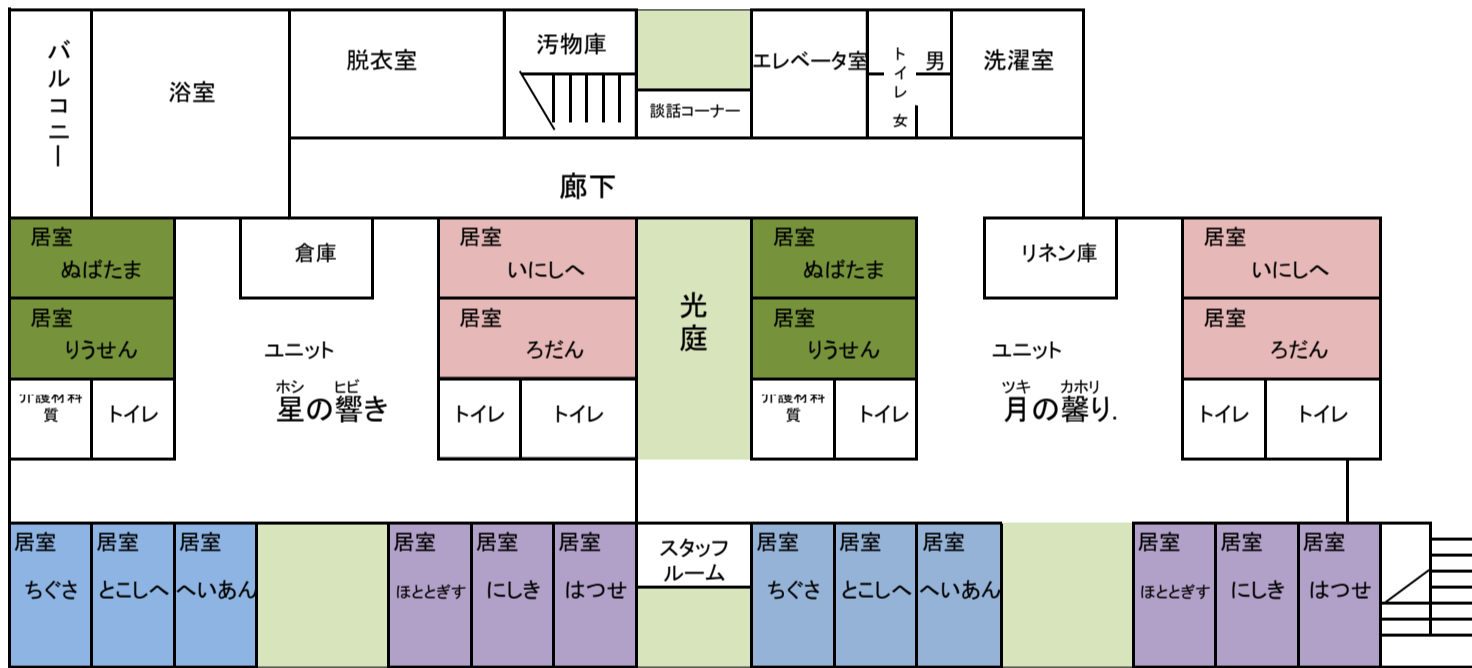 バルコニー
浴室
脱衣室
汚物庫
談話コーナー
エレベータ室
トイレ
男
女
洗濯室
廊下
居室
ぬばたま
倉庫
居室
いにしへ
光庭
居室
ぬばたま
リネン庫
居室
いにしへ
居室
りうせん
ユニット
居室
ろだん
居室
りうせん
ユニット
居室
ろだん
質
トイレ
ホシ ヒビ
星の響き
トイレ
トイレ
質
トイレ
ツキ カホリ
月の馨り.
トイレ
トイレ
居室
ちぐさ
居室
とこしへ
居室
へいあん
居室
ほととぎす
居室
にしき
居室
はつせ
スタッフ
ルーム
居室
ちぐさ
居室
とこしへ
居室
へいあん
居室
ほととぎす
居室
にしき
居室
はつせ